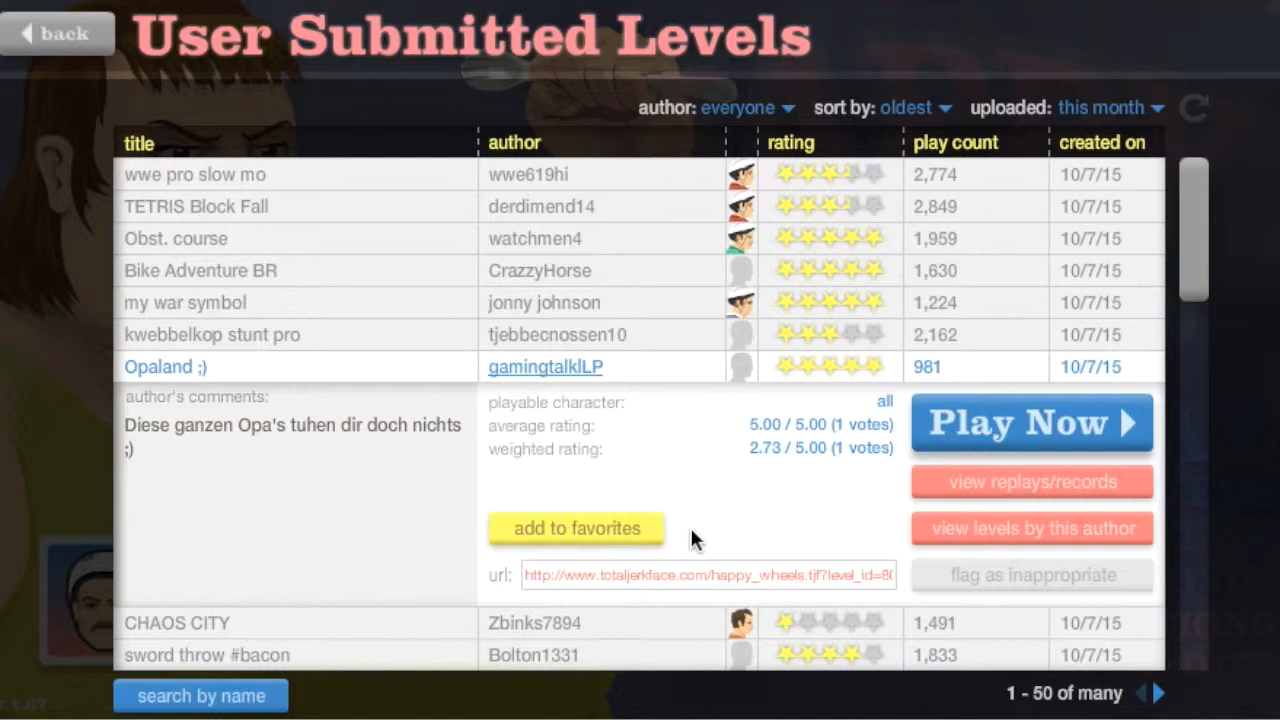 back
User Submitted Levels
author: everyone sort by: oldest uploaded: this month
title author rating play count created on
wwe pro slow mo wwe619hi 2,774 10/7/15
TETRIS Block Fall derdimend14 2,849 10/7/15
Obst. course watchmen4 1,959 10/7/15
Bike Adventure BR CrazzyHorse 1,630 10/7/15
my war symbol jonny johnson 1,224 10/7/15
kwebbelkop stunt pro tjebbecnossen10 2,162 10/7/15
Opaland ;) gamingtalklLP 981 10/7/15
author's comments:
Diese ganzen Opa's tuhen dir doch nichts
;)
playable character: all
average rating: 5.00 / 5.00 (1 votes)
weighted rating: 2.73 / 5.00 (1 votes)
add to favorites
url: http://www.totaljerkface.com/happy_wheels.tjf?level_id=8
Play Now
view replays/records
view levels by this author
flag as inappropriate
CHAOS CITY Zbinks7894 1,491 10/7/15
sword throw #bacon Bolton1331 1,833 10/7/15
search by name
1 - 50 of many
1.87